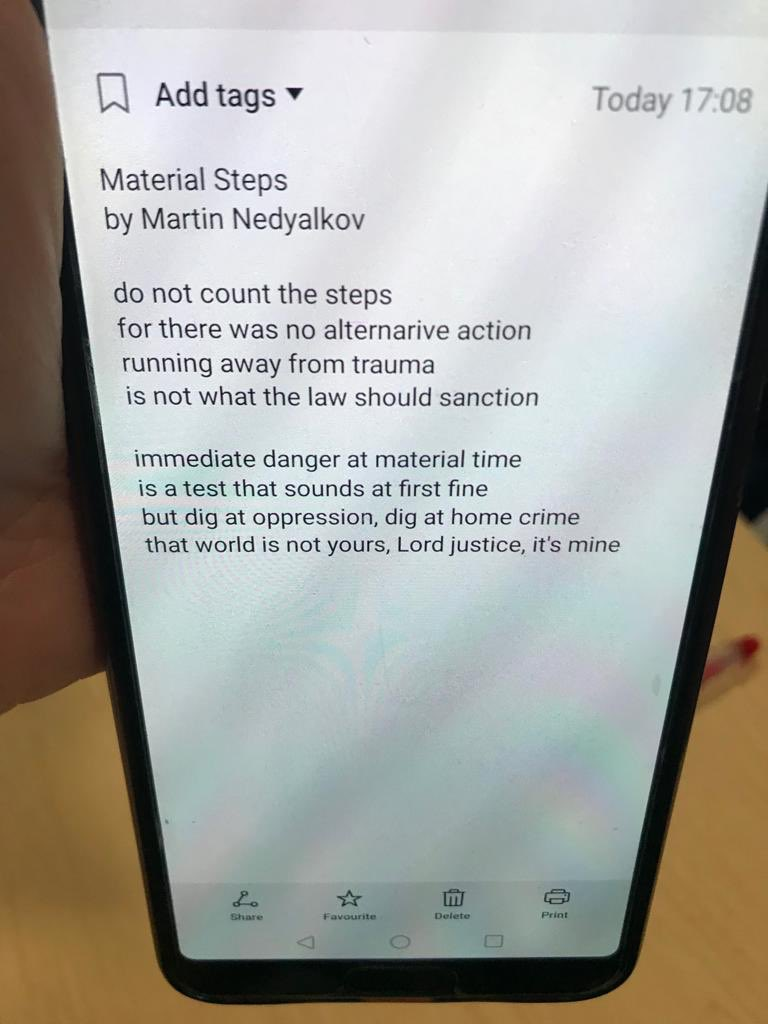 Add tags
Today 17:08
Material Steps
by Martin Nedyalkov
do not count the steps
for there was no alternarive action
running away from trauma
is not what the law should sanction
immediate danger at material time
is a test that sounds at first fine
but dig at oppression, dig at home crime
that world is not yours, Lord justice, it's mine
Share
Favourite
Delete
Print